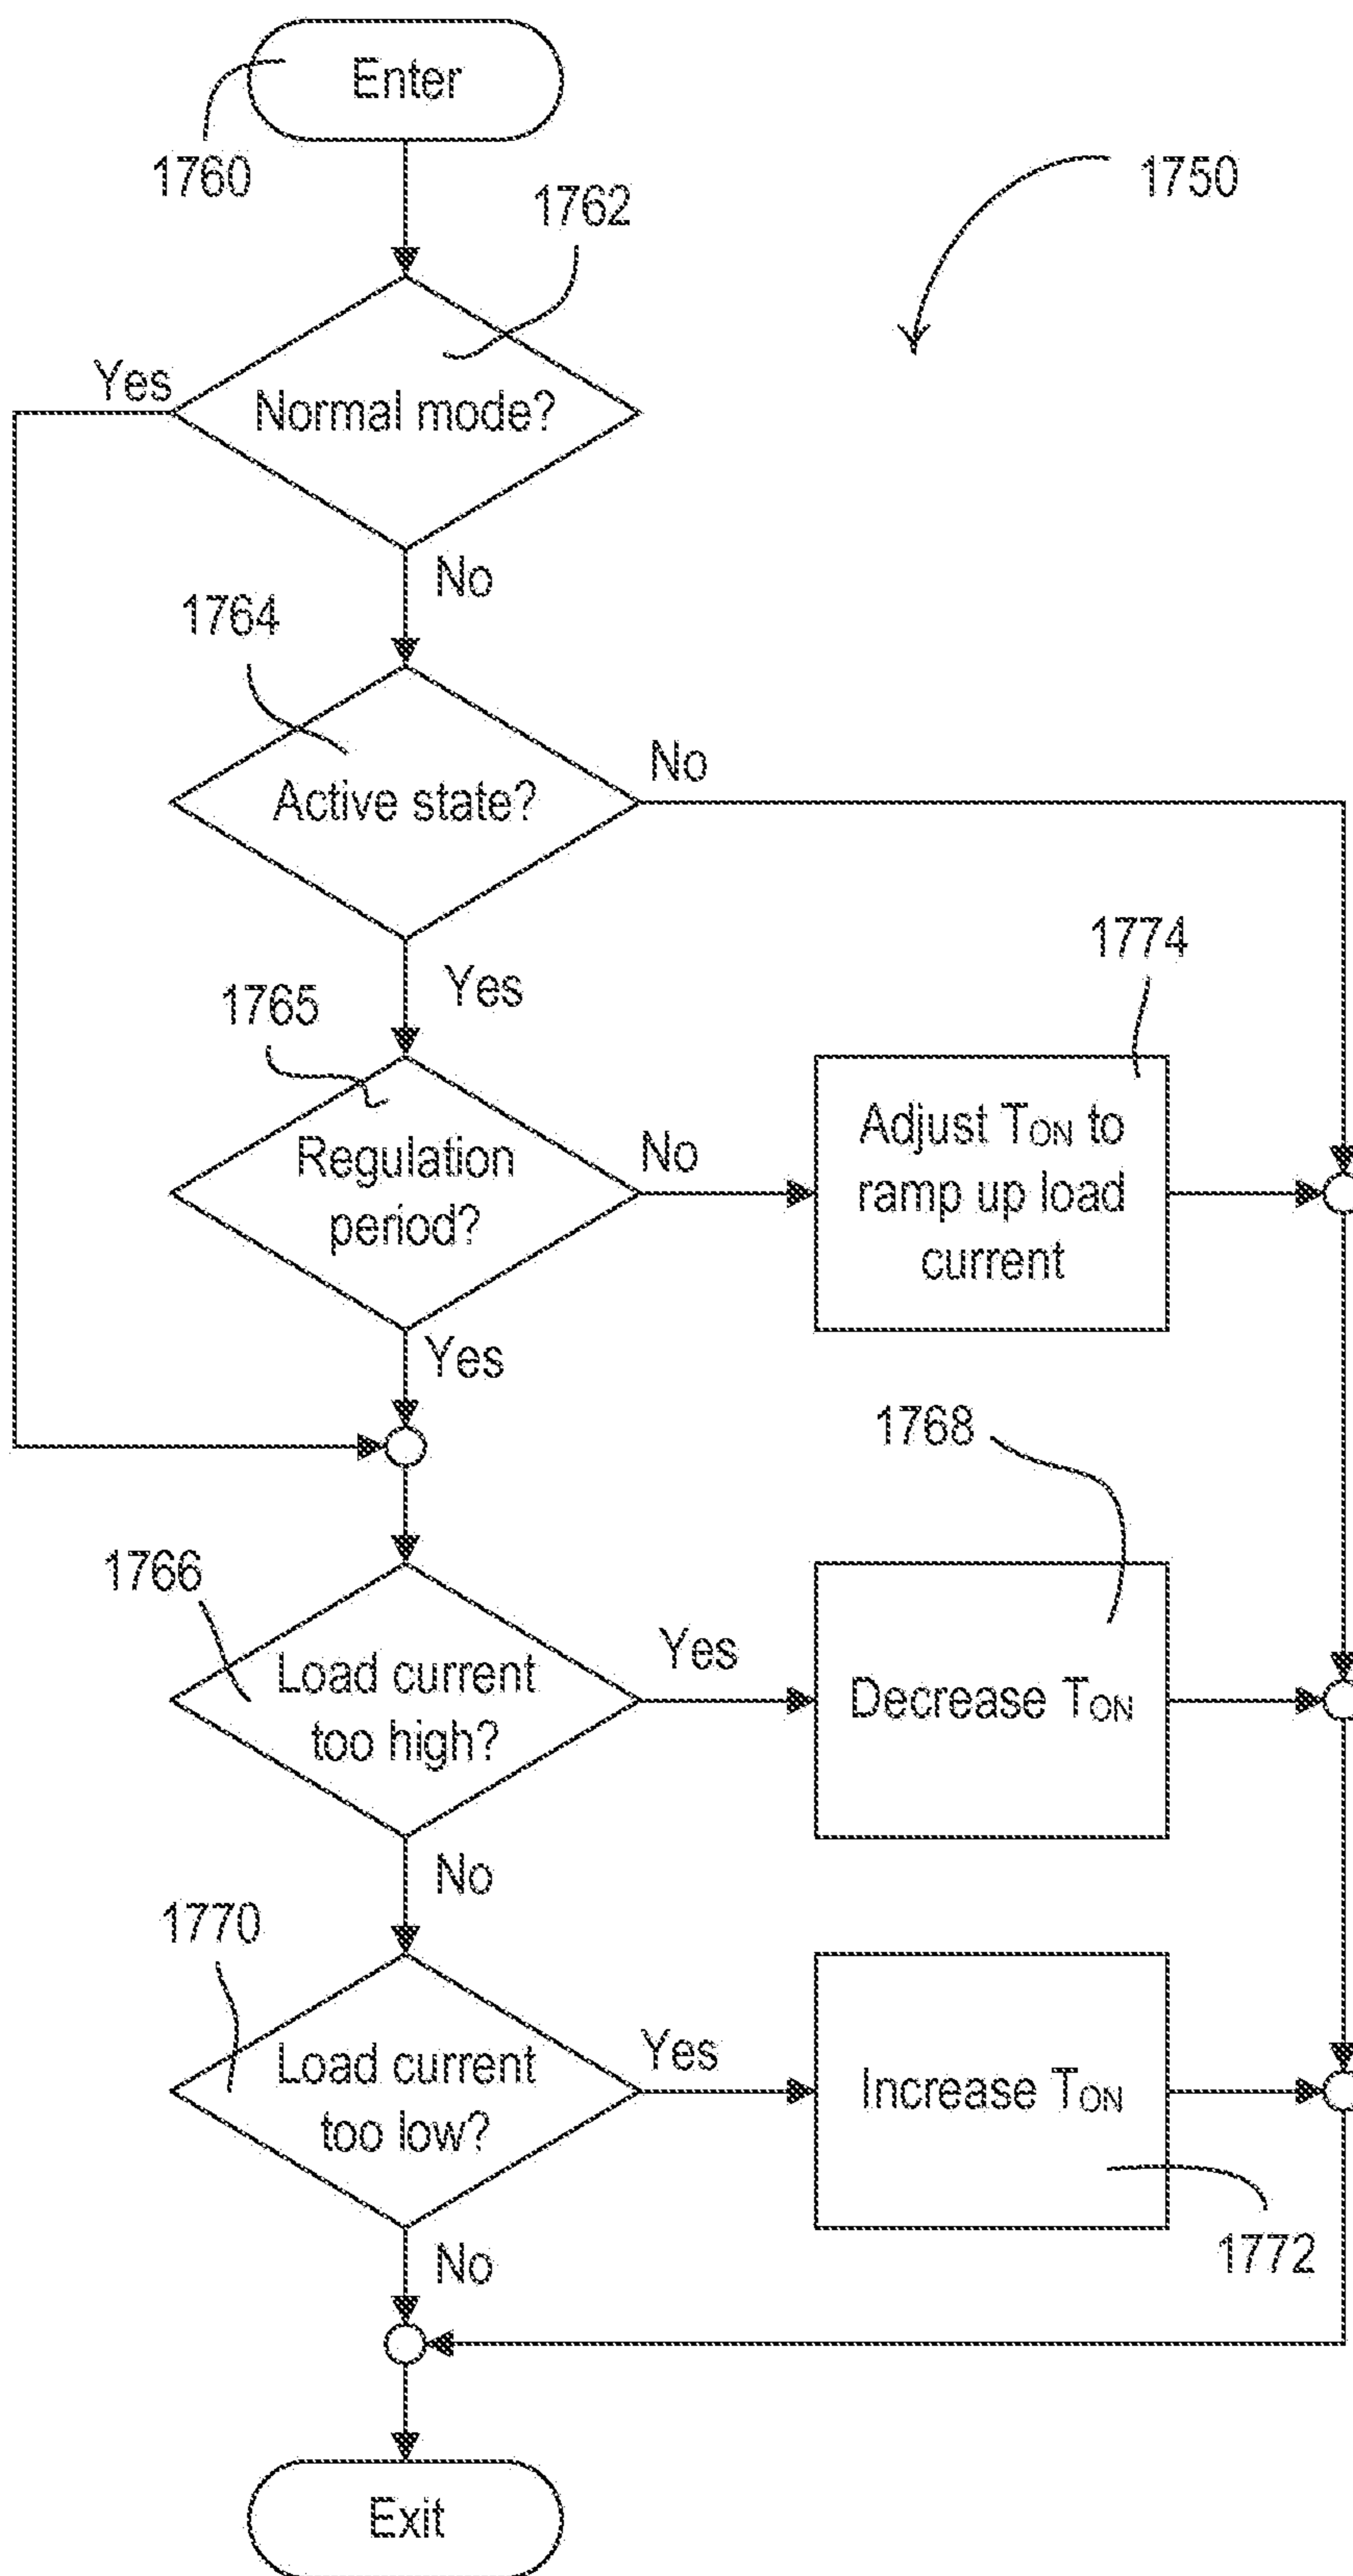 Enter
1760
1750
1762
Yes
Normal mode?
No
1764
No
Active state?
1774
Yes
1765
Regulation
period?
No
Adjust TON to
ramp up load
current
Yes
1768
1766
Yes
Load current
too high?
Decrease TON
No
1770
Yes
Load current
too low?
Increase TON
No
1772
Exit